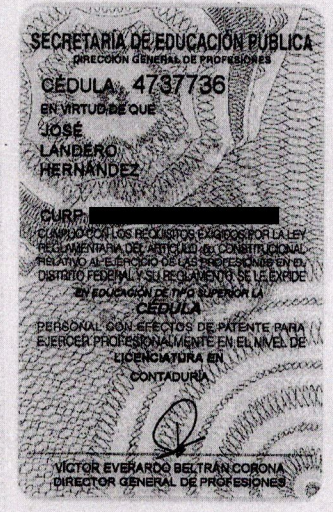 SECRETARÍA DE EDUCACIÓN PÚBLICA
DIRECCIÓN GENERAL DE PROFESIONES
CÉDULA 4737736
EN VIRTUD DE QUE
JOSÉ
LANDERO
HERNÁNDEZ
CURP:
CUMPLIÓ CON LOS REQUISITOS EXIGIDOS POR LA LEY
REGLAMENTARIA DEL ARTÍCULO 5o. CONSTITUCIONAL
RELATIVO AL EJERCICIO DE LAS PROFESIONES EN EL
DISTRITO FEDERAL Y SU REGLAMENTO SE LE EXPIDE
EN EDUCACIÓN DE TIPO SUPERIOR LA
CÉDULA
PERSONAL CON EFECTOS DE PATENTE PARA
EJERCER PROFESIONALMENTE EN EL NIVEL DE
LICENCIATURA EN
CONTADURÍA
VÍCTOR EVERARDO BELTRÁN CORONA
DIRECTOR GENERAL DE PROFESIONES